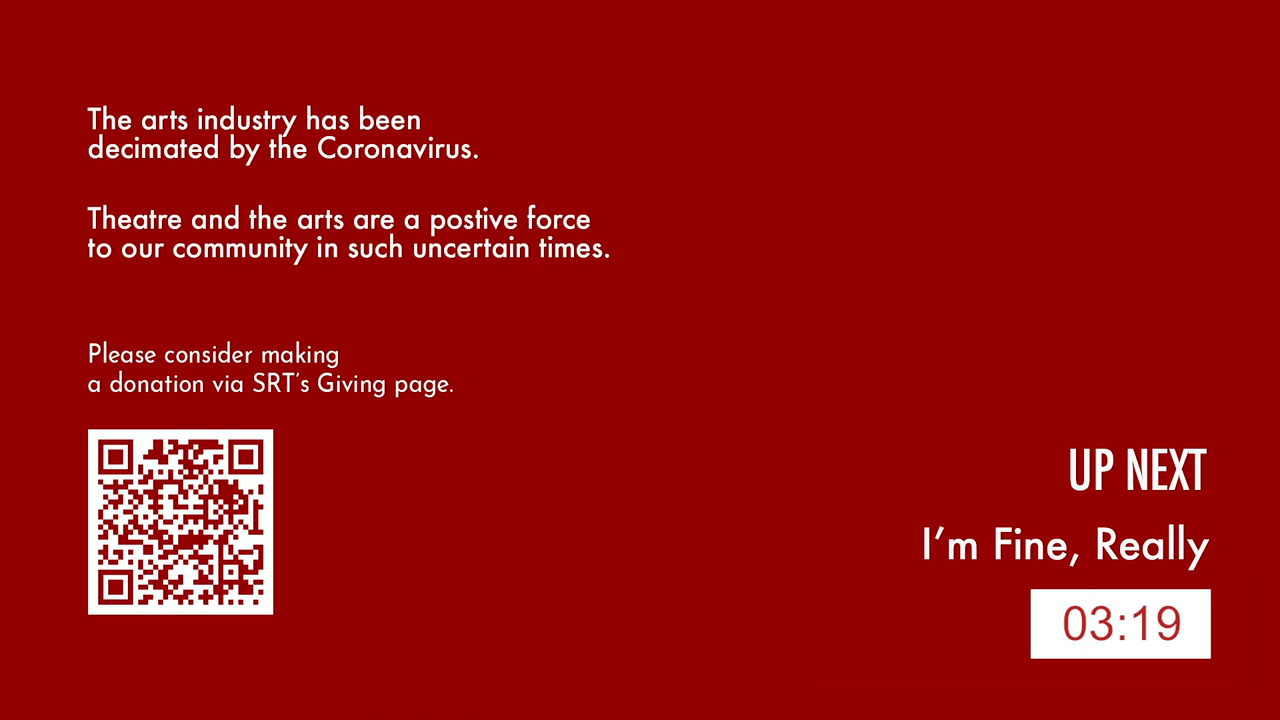 The arts industry has been
decimated by the Coronavirus.
Theatre and the arts are a postive force
to our community in such uncertain times.
Please consider making
a donation via SRT's Giving page.
UP NEXT
I'm Fine, Really
03:19